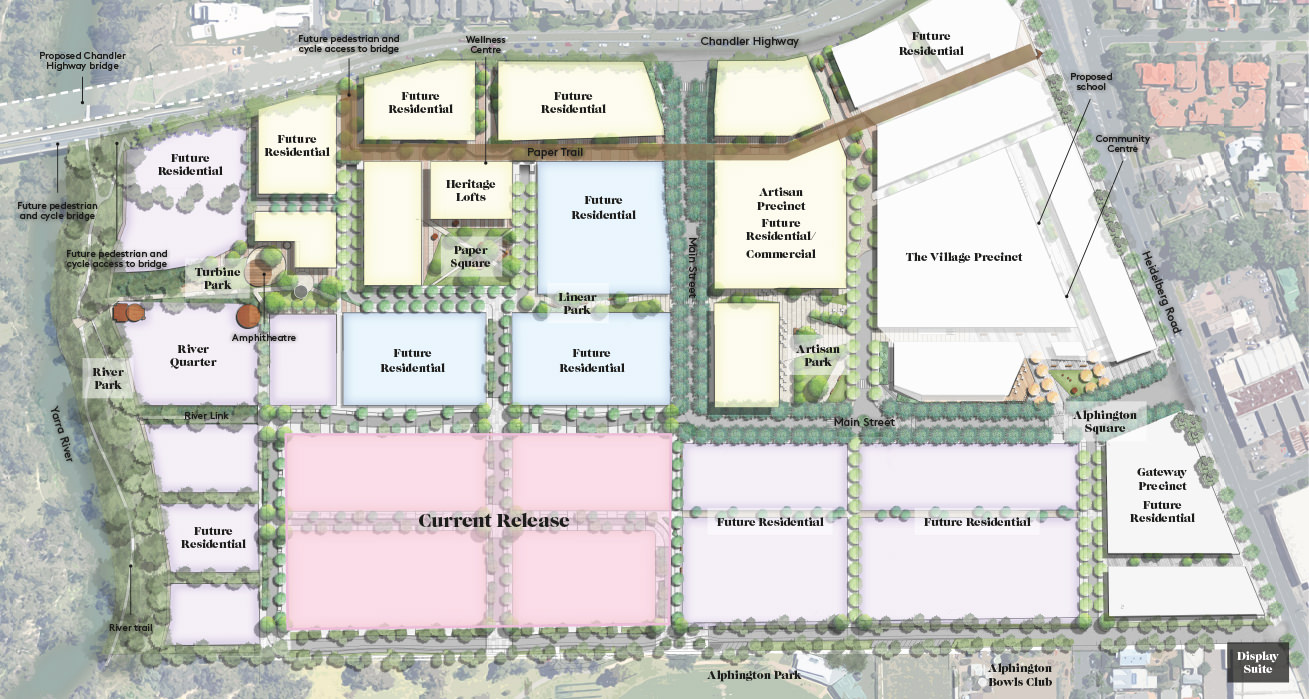 Future pedestrian and
cycle access to bridge
Wellness
Centre
Chandler Highway
Future
Residential
Proposed Chandler
Highway bridge
Proposed
school
Future
Residential
Future
Residential
Community
Centre
Future
Residential
Paper Trail
Future
Residential
Heritage
Lofts
Future
Residential
Artisan
Precinct
Future
Residential/
Commercial
Future pedestrian
and cycle bridge
Future pedestrian and
cycle access to bridge
Turbine
Park
Paper
Square
Main Street
The Village Precinct
Heidelberg Road
Linear
Park
Amphitheatre
River
Quarter
Future
Residential
Future
Residential
Artisan
Park
River
Park
River Link
Yarra River
Main Street
Alphington
Square
Gateway
Precinct
Future
Residential
Current Release
Future Residential
Future Residential
Future
Residential
River trail
Alphington Park
Alphington
Bowls Club
Display
Suite